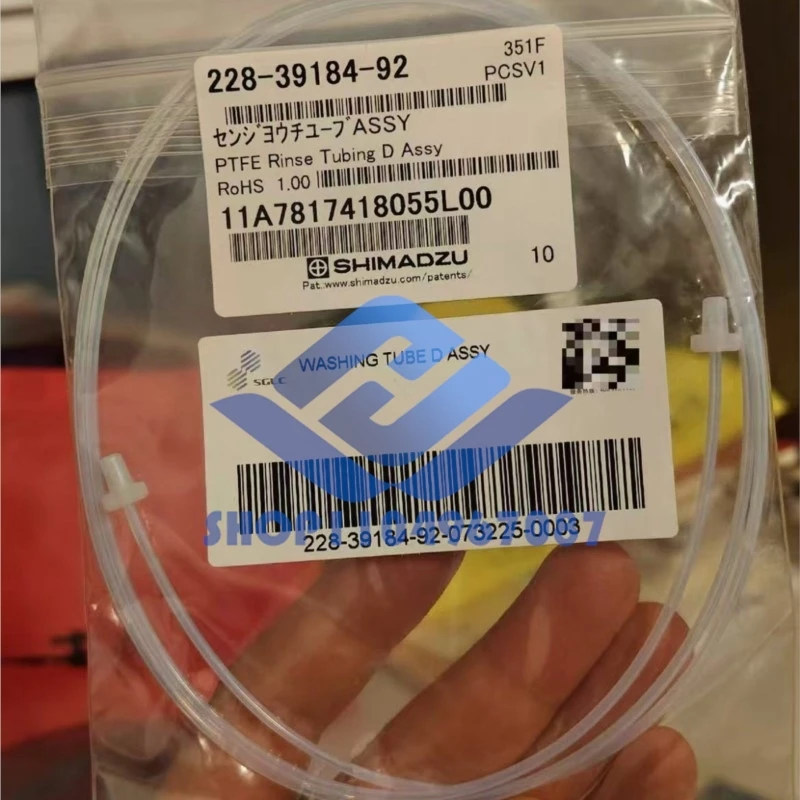 228-39184-92
351F
PCSV1
センジョウチューブASSY
PTFE Rinse Tubing D Assy
RoHS 1.00
11A7817418055L00
SHIMADZU
10
Pat.:www.shimadzu.com/patents/
SGLC
WASHING TUBE D ASSY
228-39184-92-073225-0003